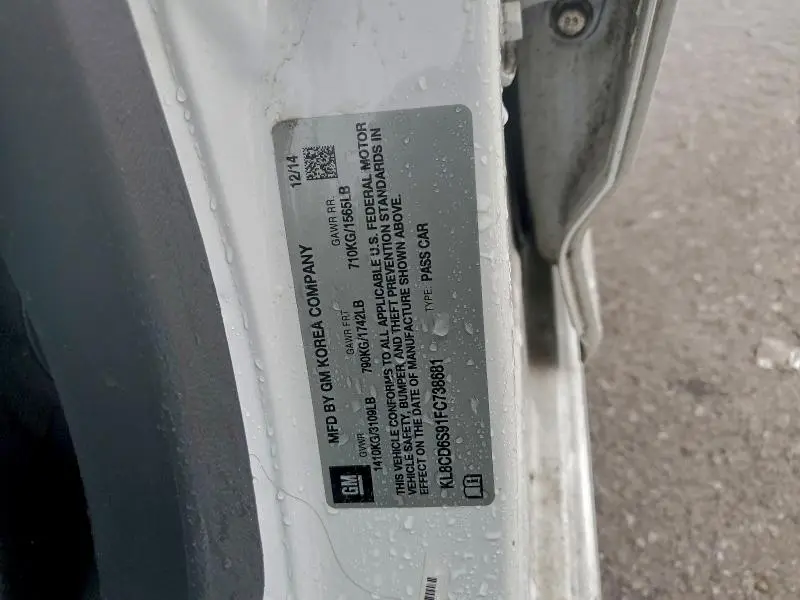 MFD BY GM KOREA COMPANY 12/14
GM
GVWR GAWR FRT GAWR RR.
1410KG/3109LB 790KG/1742LB 710KG/1565LB
THIS VEHICLE CONFORMS TO ALL APPLICABLE U.S. FEDERAL MOTOR
VEHICLE SAFETY, BUMPER, AND THEFT PREVENTION STANDARDS IN
EFFECT ON THE DATE OF MANUFACTURE SHOWN ABOVE.
KL8CD6S91FC738681 TYPE: PASS CAR